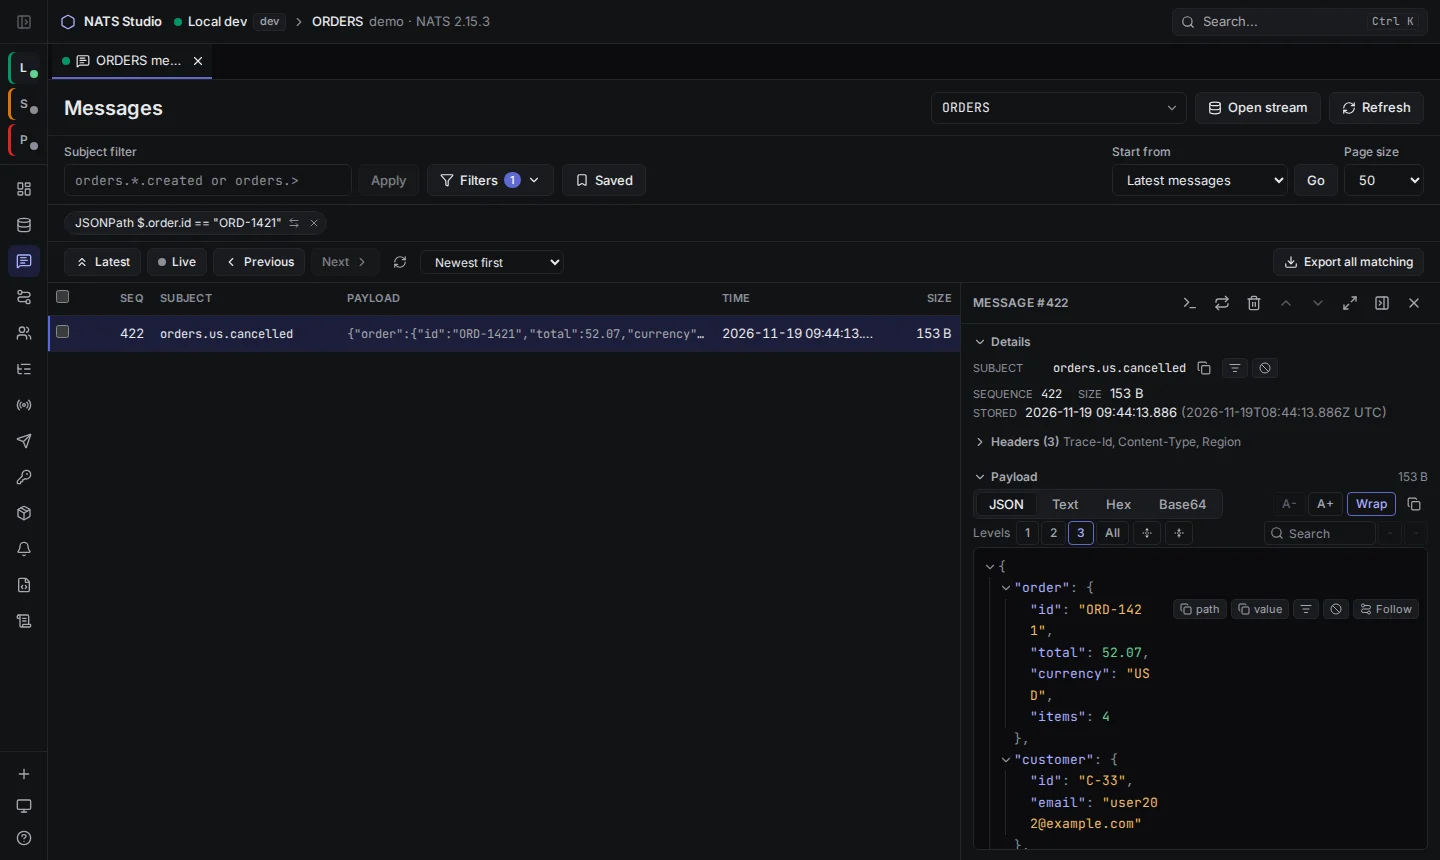 NATS Studio Local dev dev ORDERS demo · NATS 2.15.3 Search... Ctrl K
L
S
P
ORDERS me...
Messages ORDERS Open stream Refresh
Subject filter Start from Page size
orders.*.created or orders.> Apply Filters 1 Saved Latest messages Go 50
JSONPath $.order.id == "ORD-1421"
Latest Live Previous Next Newest first Export all matching
SEQ SUBJECT PAYLOAD TIME SIZE
422 orders.us.cancelled {"order":{"id":"ORD-1421","total":52.07,"currency"… 2026-11-19 09:44:13.... 153 B
MESSAGE #422
Details
SUBJECT orders.us.cancelled
SEQUENCE 422 SIZE 153 B
STORED 2026-11-19 09:44:13.886 (2026-11-19T08:44:13.886Z UTC)
Headers (3) Trace-Id, Content-Type, Region
Payload 153 B
JSON Text Hex Base64 A- A+ Wrap
Levels 1 2 3 All Search
{
"order": {
"id": "ORD-142 path value Follow
1",
"total": 52.07,
"currency": "US
D",
"items": 4
},
"customer": {
"id": "C-33",
"email": "user20
2@example.com"
},